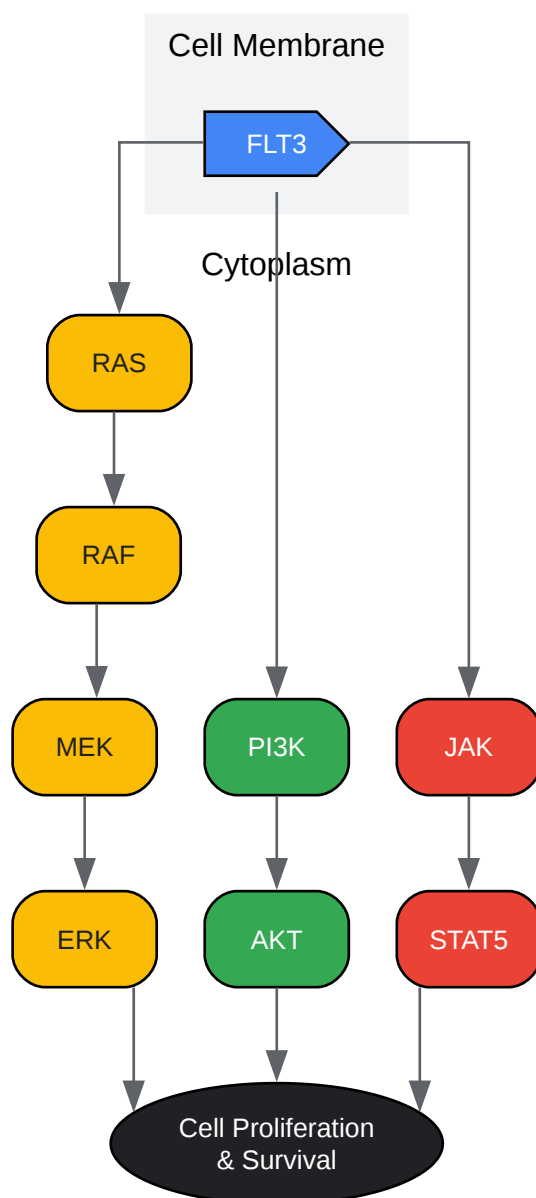 Cell Membrane
FLT3
Cytoplasm
RAS
RAF
MEK
PI3K
JAK
ERK
AKT
STAT5
Cell Proliferation
& Survival